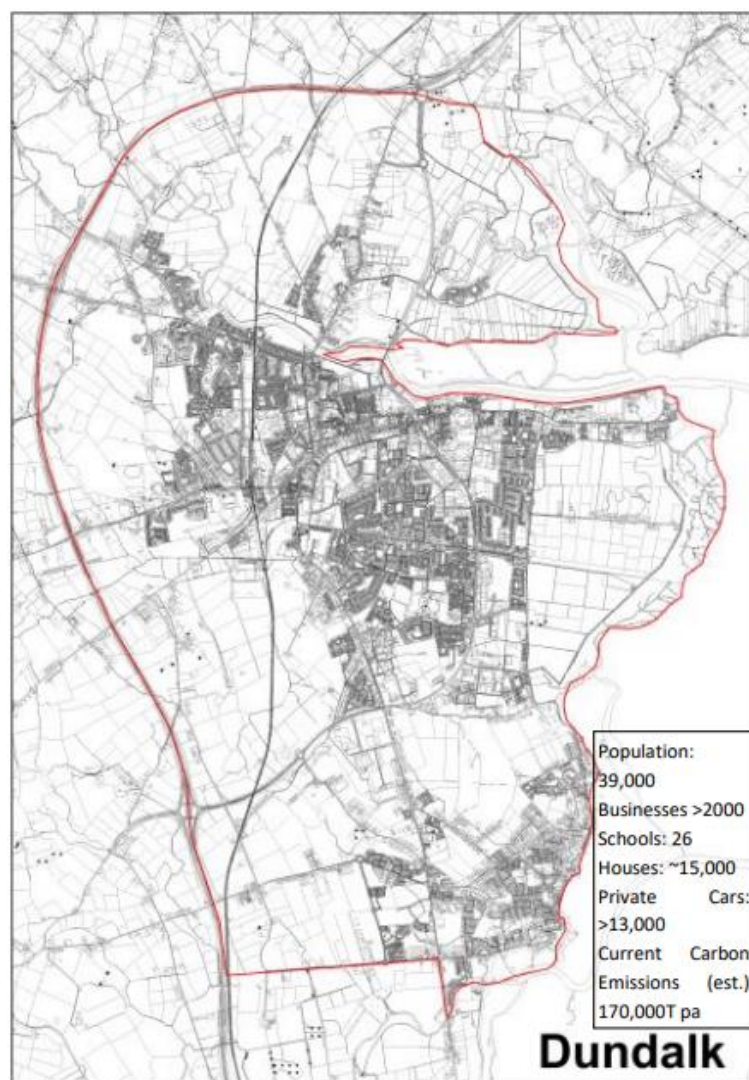 Population:
39,000
Businesses >2000
Schools: 26
Houses: ~15,000
Private Cars:
>13,000
Current Carbon
Emissions (est.)
170,000T pa
Dundalk